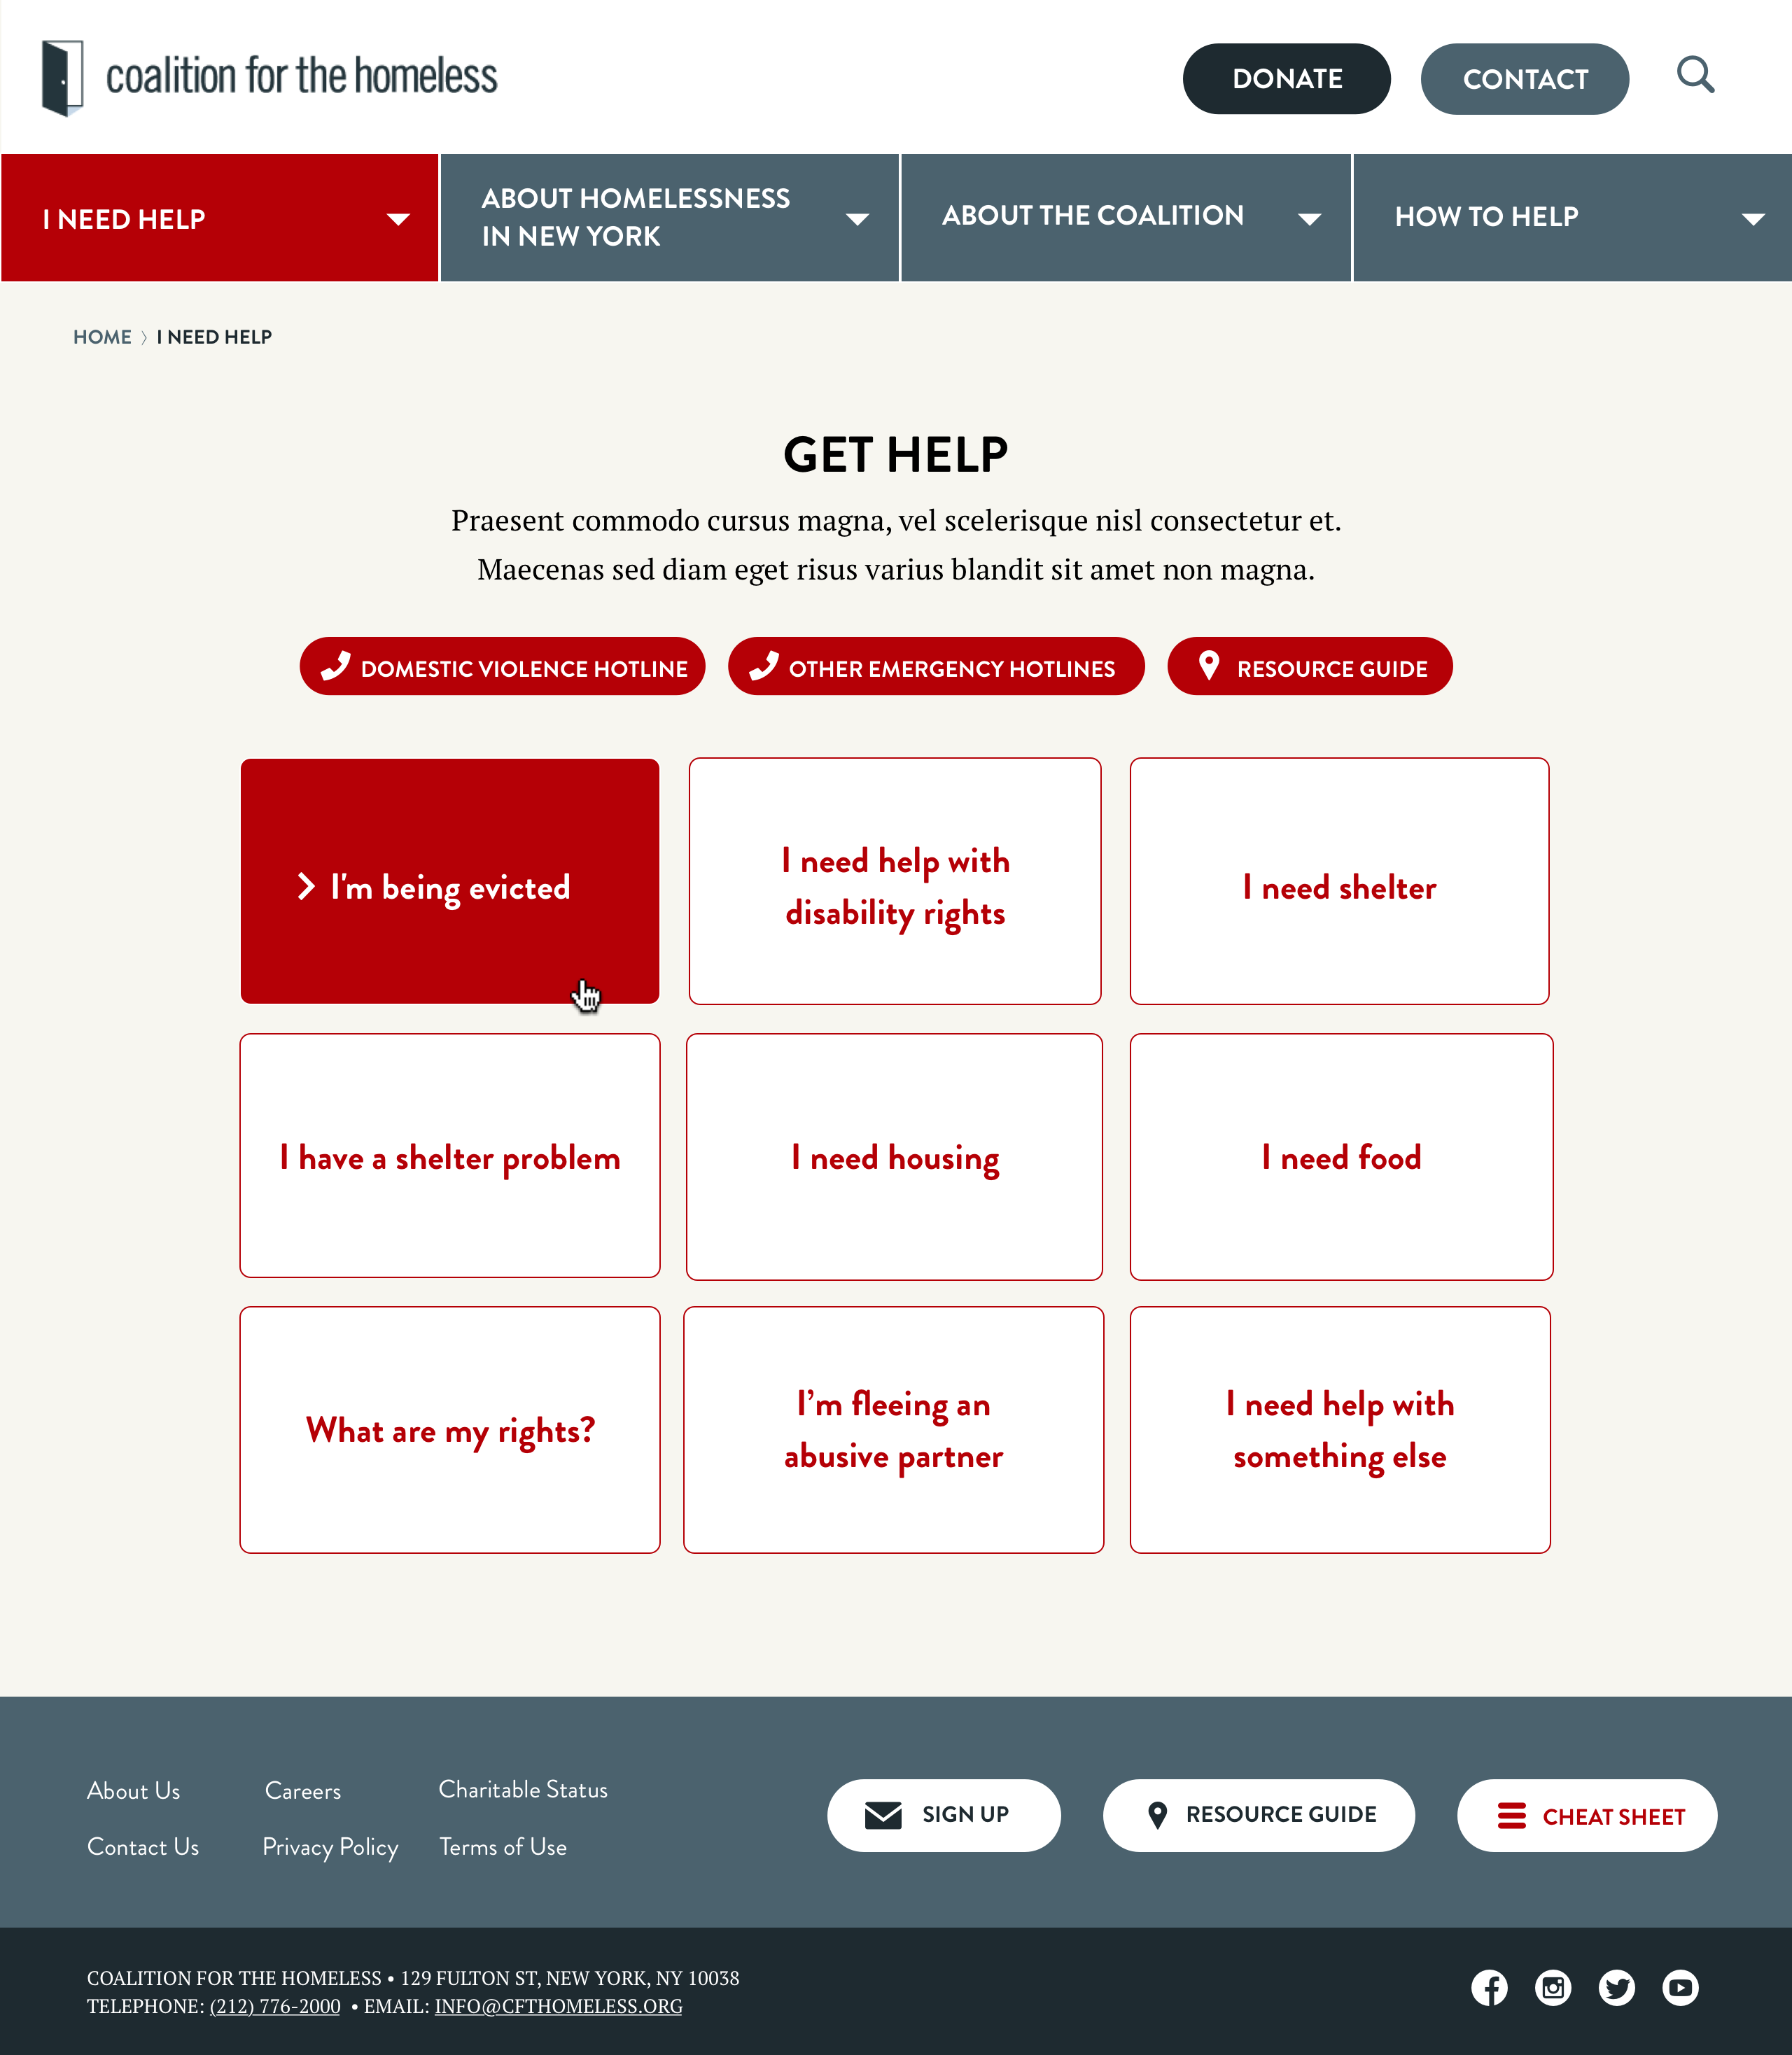 coalition for the homeless
DONATE
CONTACT
I NEED HELP
ABOUT HOMELESSNESS
IN NEW YORK
ABOUT THE COALITION
HOW TO HELP
HOME 〉 I NEED HELP
GET HELP
Praesent commodo cursus magna, vel scelerisque nisl consectetur et.
Maecenas sed diam eget risus varius blandit sit amet non magna.
DOMESTIC VIOLENCE HOTLINE
OTHER EMERGENCY HOTLINES
RESOURCE GUIDE
I'm being evicted
I need help with
disability rights
I need shelter
I have a shelter problem
I need housing
I need food
What are my rights?
I’m fleeing an
abusive partner
I need help with
something else
About Us
Careers
Charitable Status
Contact Us
Privacy Policy
Terms of Use
SIGN UP
RESOURCE GUIDE
CHEAT SHEET
COALITION FOR THE HOMELESS • 129 FULTON ST, NEW YORK, NY 10038
TELEPHONE: (212) 776-2000 • EMAIL: INFO@CFTHOMELESS.ORG